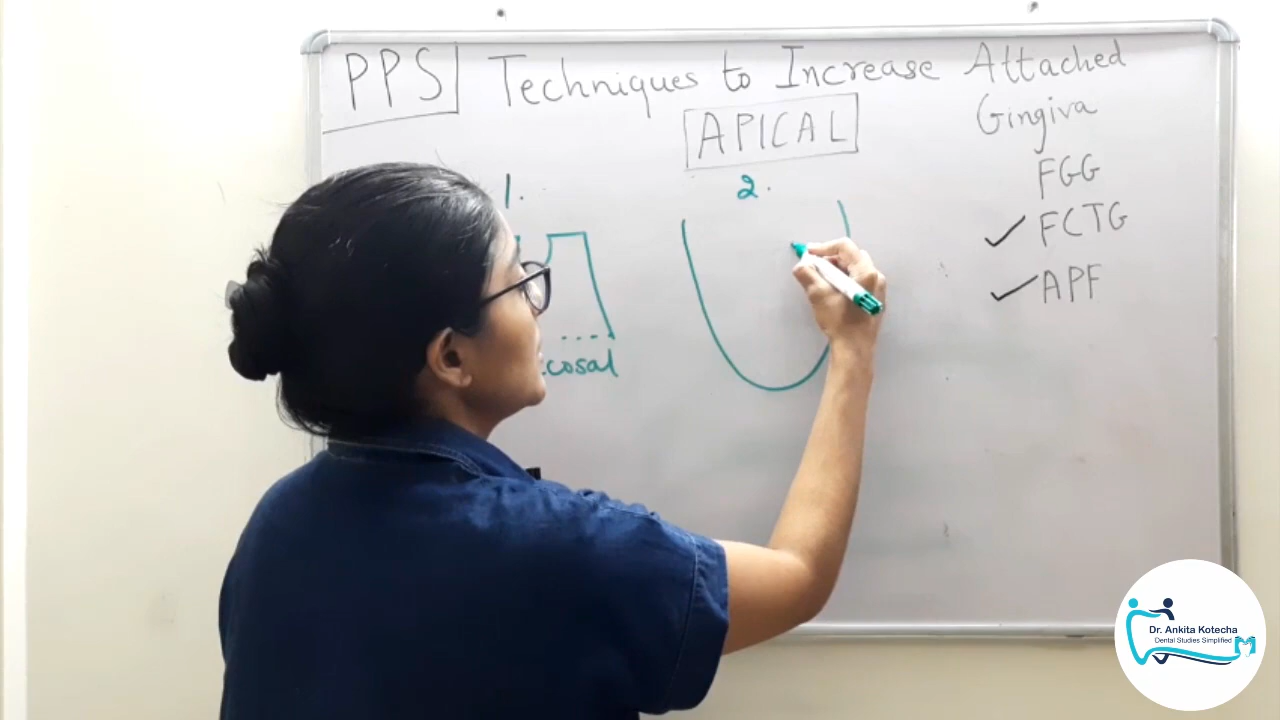 PPS Techniques to Increase Attached
Gingiva
APICAL
FGG
FCTG
APF
1.
2.
cosal
Dr. Ankita Kotecha
Dental Studies Simplified